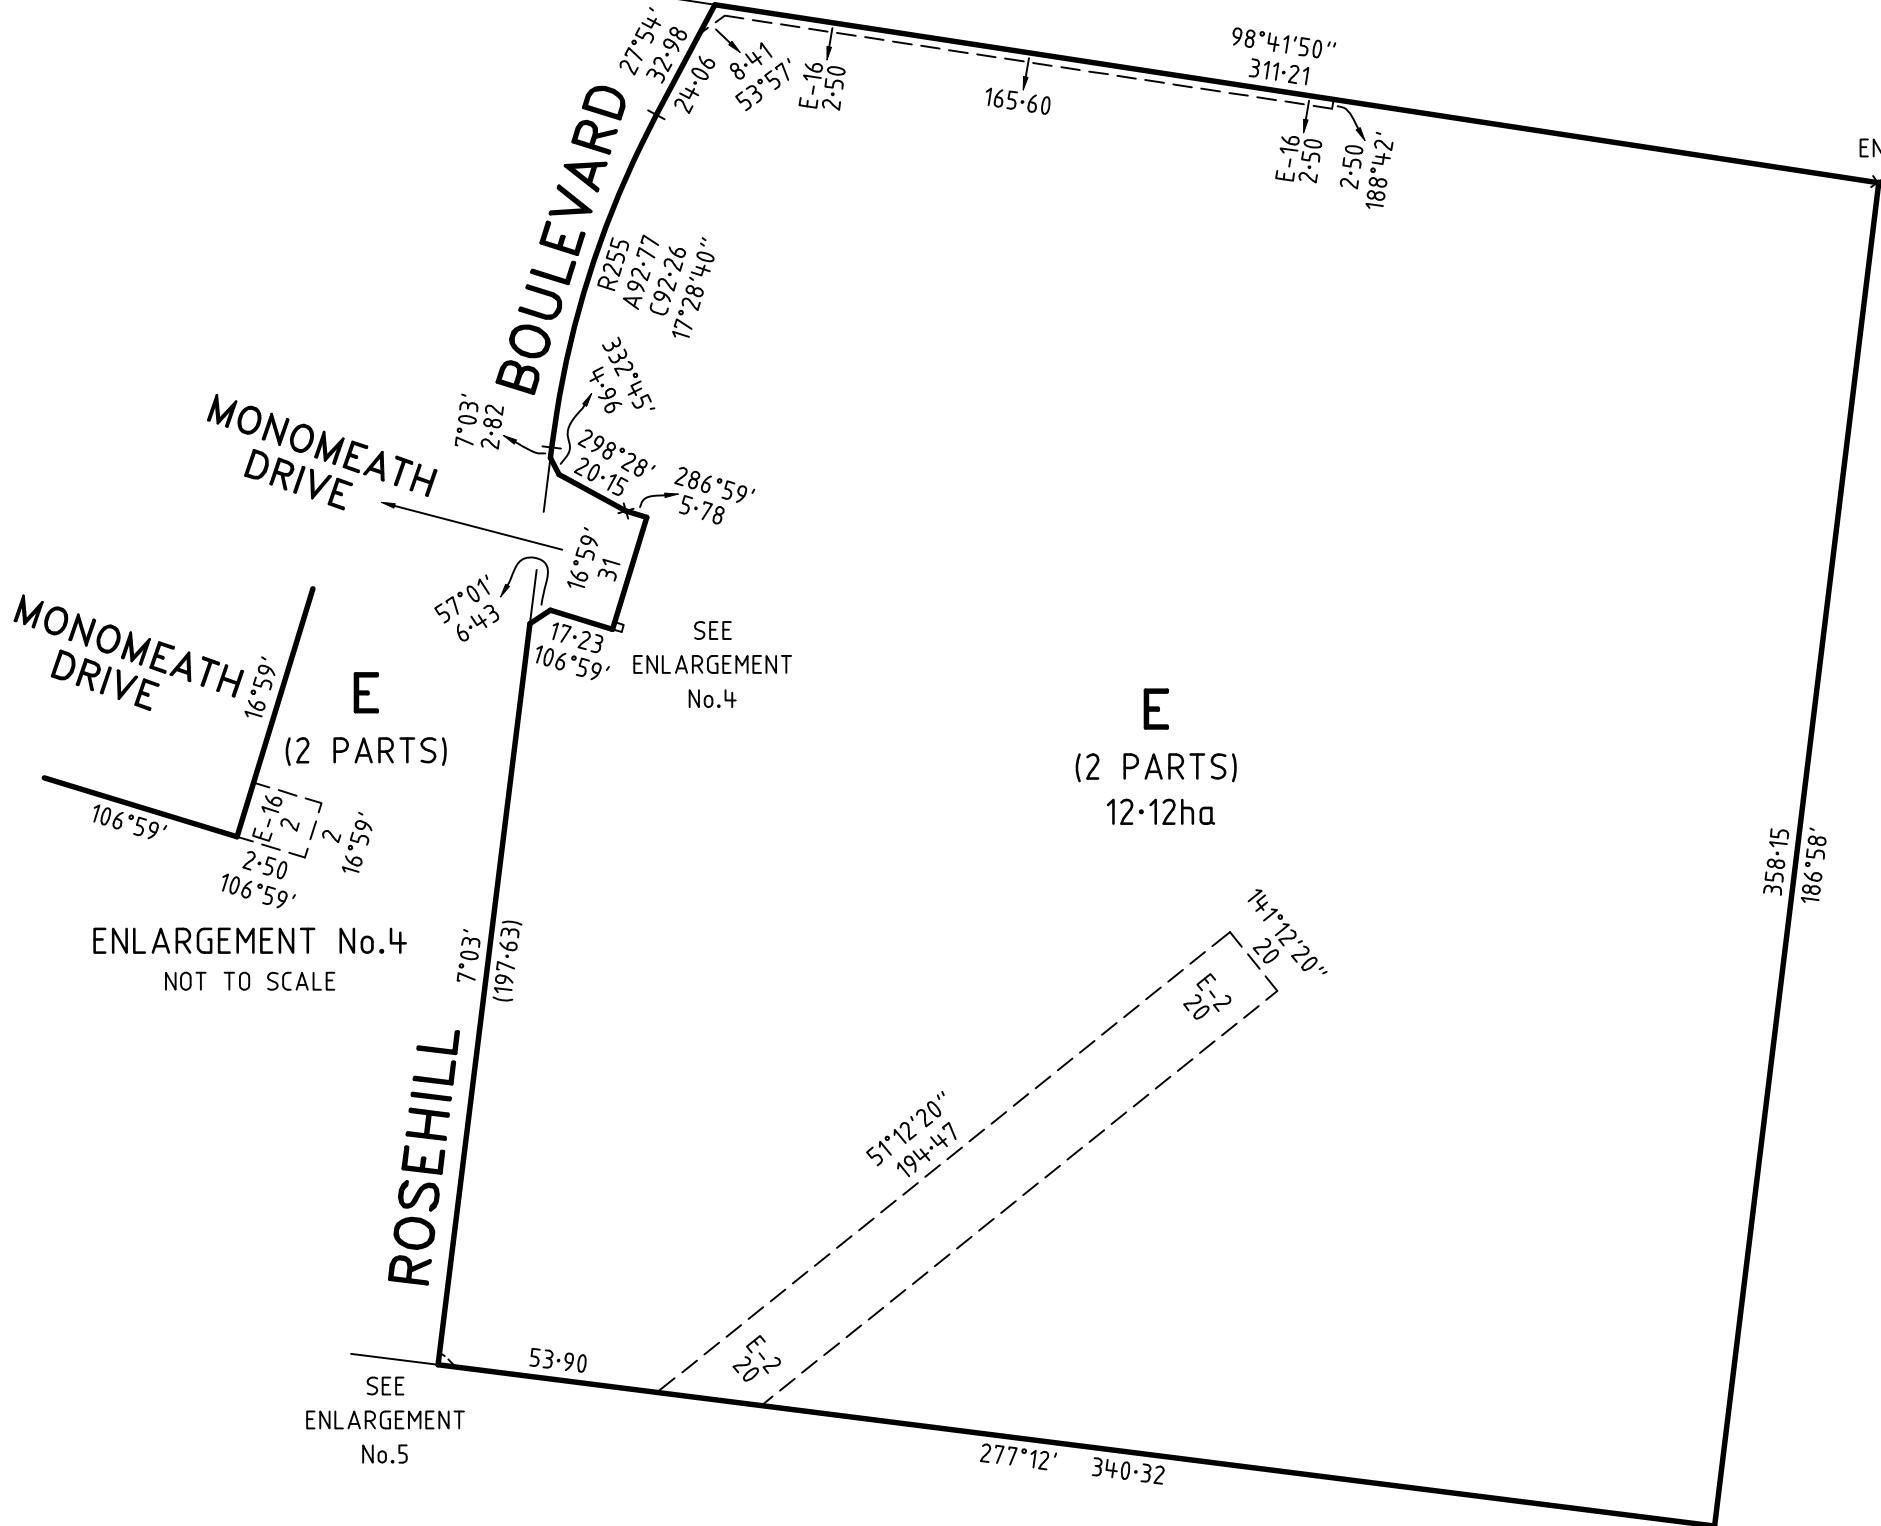 98°41'50"
311·21
27°54'
32·98
24·06
8·47
53°57'
E-16
2·50
165·60
E-16
2·50
2·50
188°42'
EN
BOULEVARD
R255
A92·77
C92·26
17°28'40"
332°45'
4·96
7°03'
2·82
298°28'
20·15
286°59'
5·78
MONOMEATH
DRIVE
16°59'
31
57°01'
6·43
17·23
106°59'
SEE
ENLARGEMENT
No.4
MONOMEATH
DRIVE
16°59'
E
(2 PARTS)
E-16
2
2
16°59'
106°59'
2·50
106°59'
ENLARGEMENT No.4
NOT TO SCALE
E
(2 PARTS)
12·12ha
358·15
186°58'
7°03'
(197·63)
ROSEHILL
141°12'20"
20
E-2
20
51°12'20"
194·47
E-2
20
53·90
SEE
ENLARGEMENT
No.5
277°12' 340·32